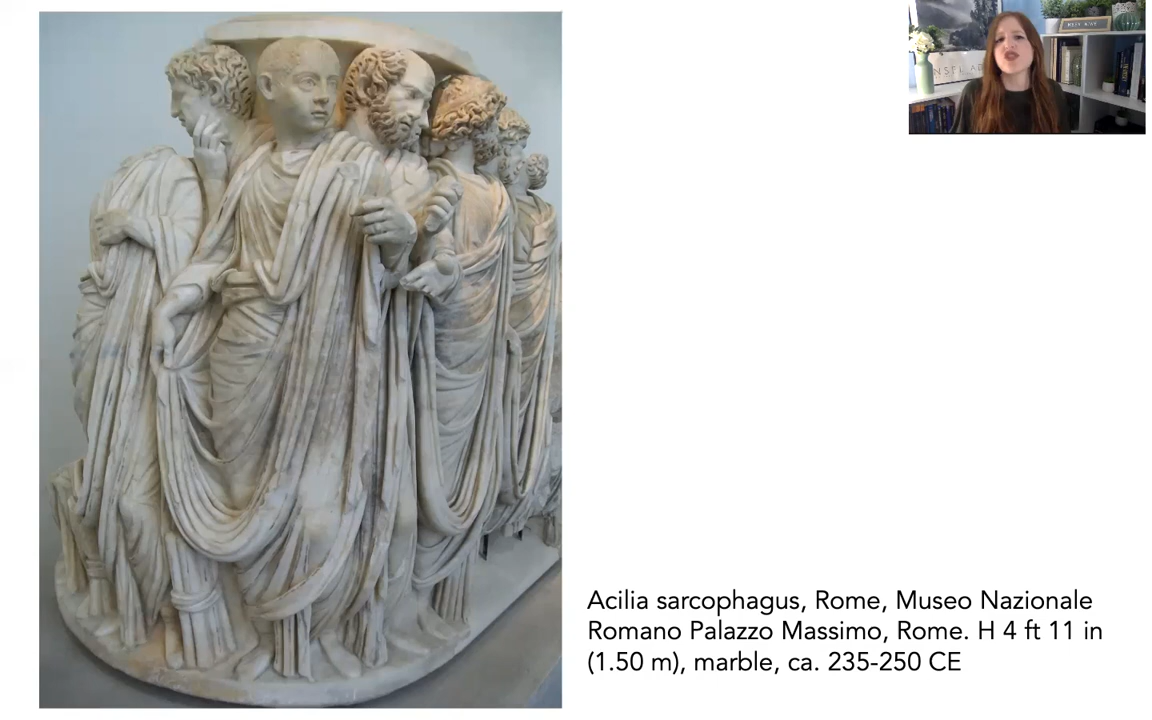 Acilia sarcophagus, Rome, Museo Nazionale
Romano Palazzo Massimo, Rome. H 4 ft 11 in
(1.50 m), marble, ca. 235-250 CE